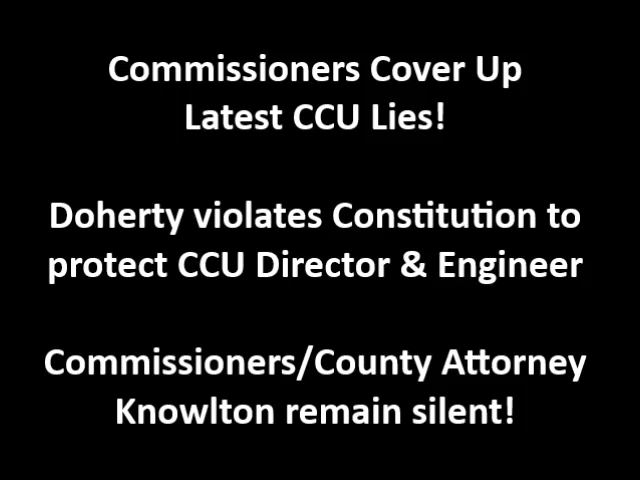 Commissioners Cover Up
Latest CCU Lies!
Doherty violates Constitution to
protect CCU Director & Engineer
Commissioners/County Attorney
Knowlton remain silent!